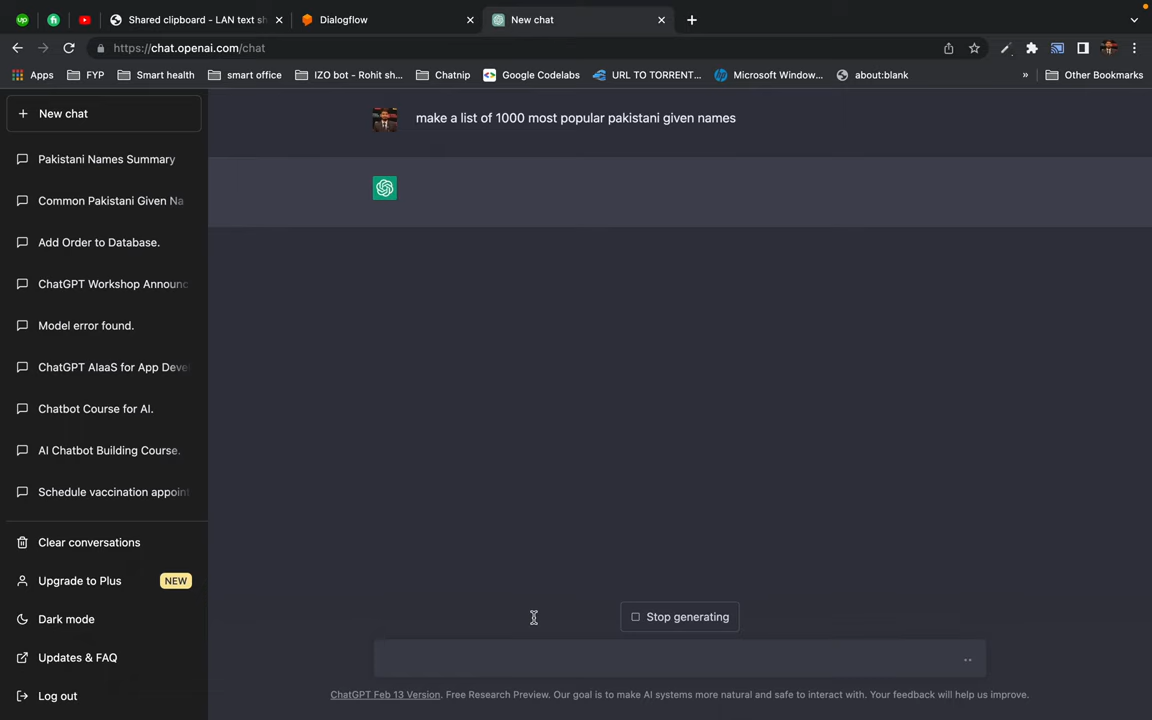 Shared clipboard - LAN text sh
Dialogflow
New chat
https://chat.openai.com/chat
Apps
FYP
Smart health
smart office
IZO bot - Rohit sh...
Chatnip
Google Codelabs
URL TO TORRENT...
Microsoft Window...
about:blank
»
Other Bookmarks
+ New chat
Pakistani Names Summary
Common Pakistani Given Na
Add Order to Database.
ChatGPT Workshop Announc
Model error found.
ChatGPT AIaaS for App Deve
Chatbot Course for AI.
AI Chatbot Building Course.
Schedule vaccination appoin
Clear conversations
Upgrade to Plus NEW
Dark mode
Updates & FAQ
Log out
make a list of 1000 most popular pakistani given names
Stop generating
ChatGPT Feb 13 Version. Free Research Preview. Our goal is to make AI systems more natural and safe to interact with. Your feedback will help us improve.